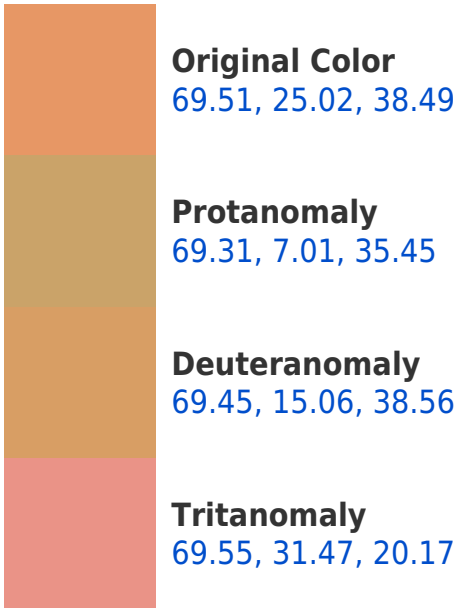 Original Color
69.51, 25.02, 38.49
Protanomaly
69.31, 7.01, 35.45
Deuteranomaly
69.45, 15.06, 38.56
Tritanomaly
69.55, 31.47, 20.17